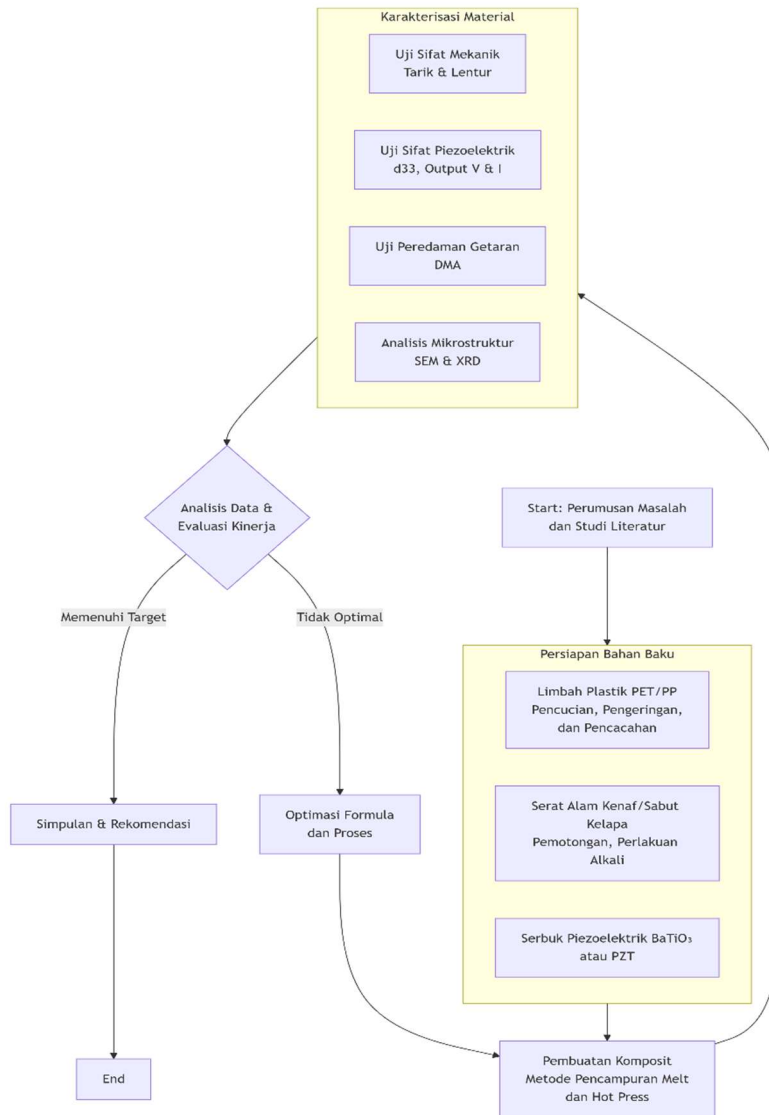 Karakterisasi Material
Uji Sifat Mekanik
Tarik & Lentur
Uji Sifat Piezoelektrik
d33, Output V & I
Uji Peredaman Getaran
DMA
Analisis Mikrostruktur
SEM & XRD
Analisis Data &
Evaluasi Kinerja
Start: Perumusan Masalah
dan Studi Literatur
Memenuhi Target
Tidak Optimal
Persiapan Bahan Baku
Limbah Plastik PET/PP
Pencucian, Pengeringan,
dan Pencacahan
Serat Alam Kenaf/Sabut
Kelapa
Pemotongan, Perlakuan
Alkali
Serbuk Piezoelektrik BaTiO₃
atau PZT
Simpulan & Rekomendasi
Optimasi Formula
dan Proses
End
Pembuatan Komposit
Metode Pencampuran Melt
dan Hot Press